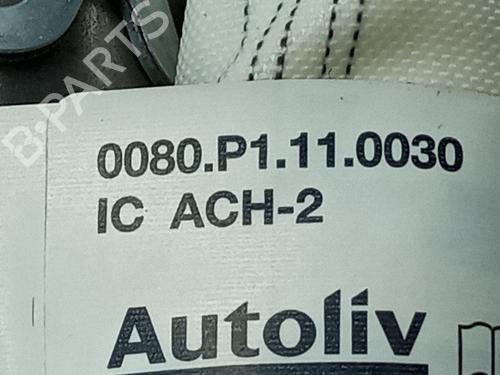 B-PARTS
0080.P1.11.0030
IC ACH-2
Autoliv